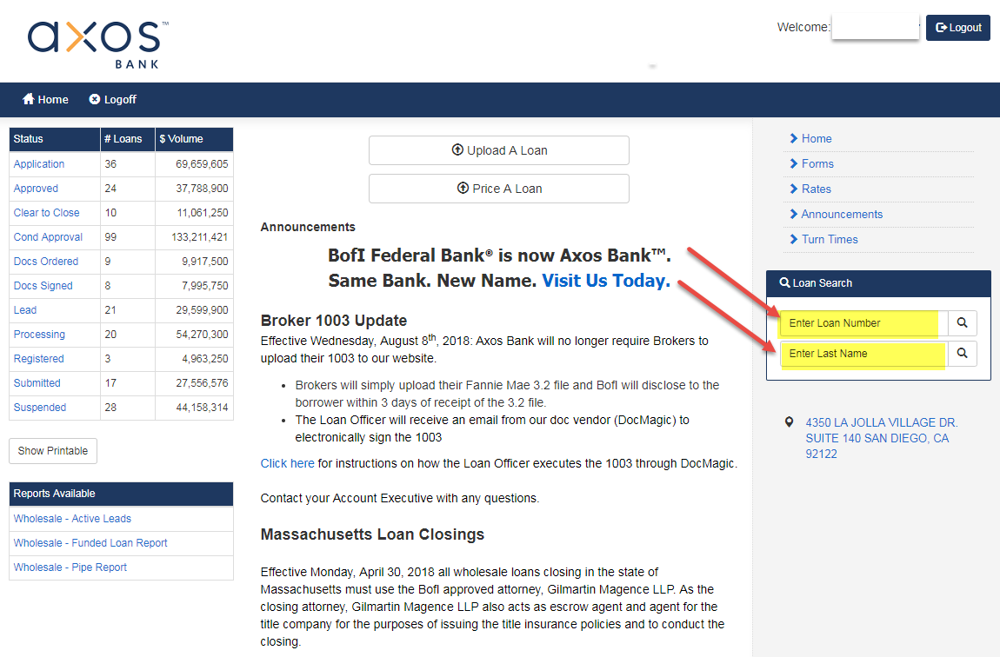 axos™
BANK
Welcome:
Logout
Home Logoff
Status # Loans $ Volume
Application 36 69,659,605
Approved 24 37,788,900
Clear to Close 10 11,061,250
Cond Approval 99 133,211,421
Docs Ordered 9 9,917,500
Docs Signed 8 7,995,750
Lead 21 29,599,900
Processing 20 54,270,300
Registered 3 4,963,250
Submitted 17 27,556,576
Suspended 28 44,158,314
Show Printable
Reports Available
Wholesale - Active Leads
Wholesale - Funded Loan Report
Wholesale - Pipe Report
Upload A Loan
Price A Loan
Announcements
BofI Federal Bank® is now Axos Bank™.
Same Bank. New Name. Visit Us Today.
Broker 1003 Update
Effective Wednesday, August 8th, 2018: Axos Bank will no longer require Brokers to
upload their 1003 to our website.
• Brokers will simply upload their Fannie Mae 3.2 file and BofI will disclose to the
borrower within 3 days of receipt of the 3.2 file.
• The Loan Officer will receive an email from our doc vendor (DocMagic) to
electronically sign the 1003
Click here for instructions on how the Loan Officer executes the 1003 through DocMagic.
Contact your Account Executive with any questions.
Massachusetts Loan Closings
Effective Monday, April 30, 2018 all wholesale loans closing in the state of
Massachusetts must use the BofI approved attorney, Gilmartin Magence LLP. As the
closing attorney, Gilmartin Magence LLP also acts as escrow agent and agent for the
title company for the purposes of issuing the title insurance policies and to conduct the
closing.
Home
Forms
Rates
Announcements
Turn Times
Loan Search
Enter Loan Number
Enter Last Name
4350 LA JOLLA VILLAGE DR.
SUITE 140 SAN DIEGO, CA
92122